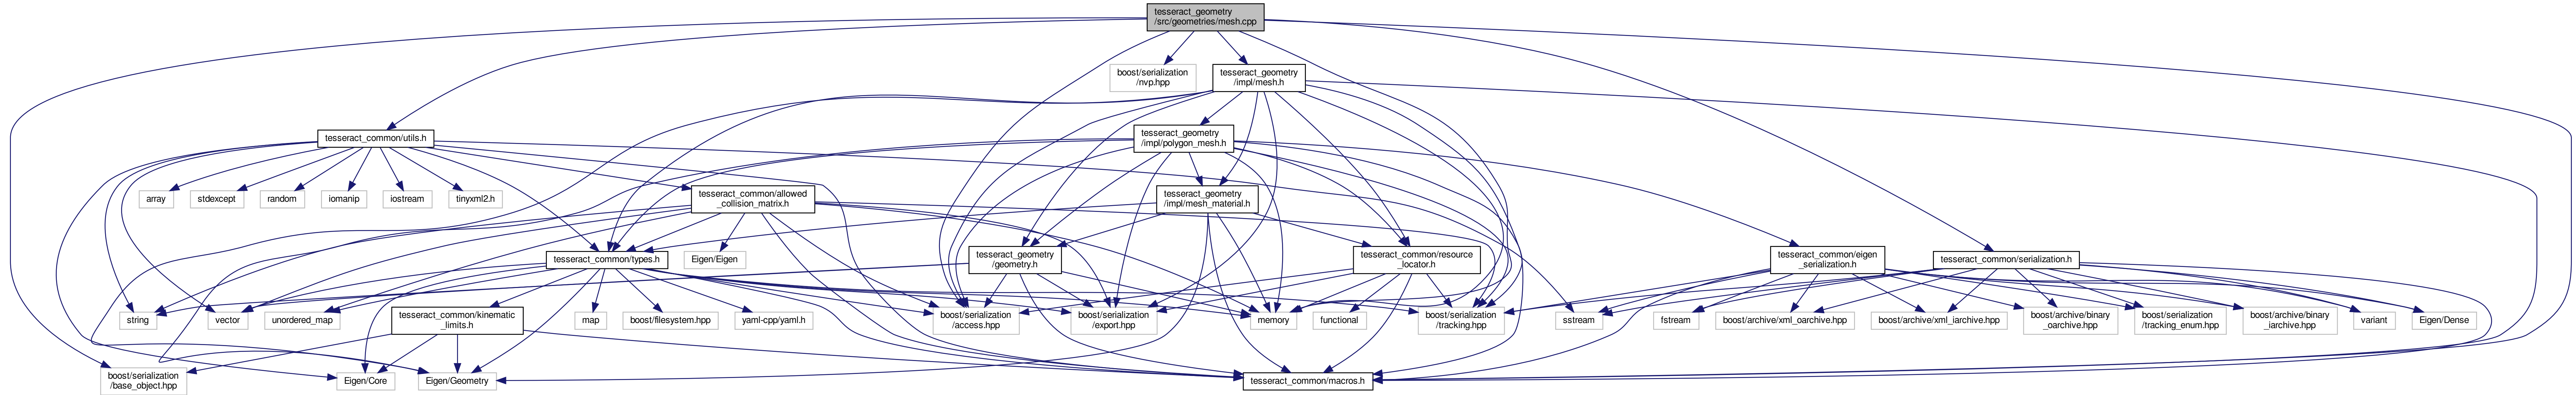 tesseract_geometry
/src/geometries/mesh.cpp
boost/serialization
/nvp.hpp
tesseract_geometry
/impl/mesh.h
tesseract_common/utils.h
tesseract_geometry
/impl/polygon_mesh.h
array
stdexcept
random
iomanip
iostream
tinyxml2.h
tesseract_common/allowed
_collision_matrix.h
tesseract_geometry
/impl/mesh_material.h
tesseract_common/types.h
Eigen/Eigen
tesseract_geometry
/geometry.h
tesseract_common/resource
_locator.h
tesseract_common/eigen
_serialization.h
tesseract_common/serialization.h
string
vector
unordered_map
tesseract_common/kinematic
_limits.h
map
boost/filesystem.hpp
yaml-cpp/yaml.h
boost/serialization
/access.hpp
boost/serialization
/export.hpp
memory
functional
boost/serialization
/tracking.hpp
sstream
fstream
boost/archive/xml_oarchive.hpp
boost/archive/xml_iarchive.hpp
boost/archive/binary
_oarchive.hpp
boost/serialization
/tracking_enum.hpp
boost/archive/binary
_iarchive.hpp
variant
Eigen/Dense
boost/serialization
/base_object.hpp
Eigen/Core
Eigen/Geometry
tesseract_common/macros.h